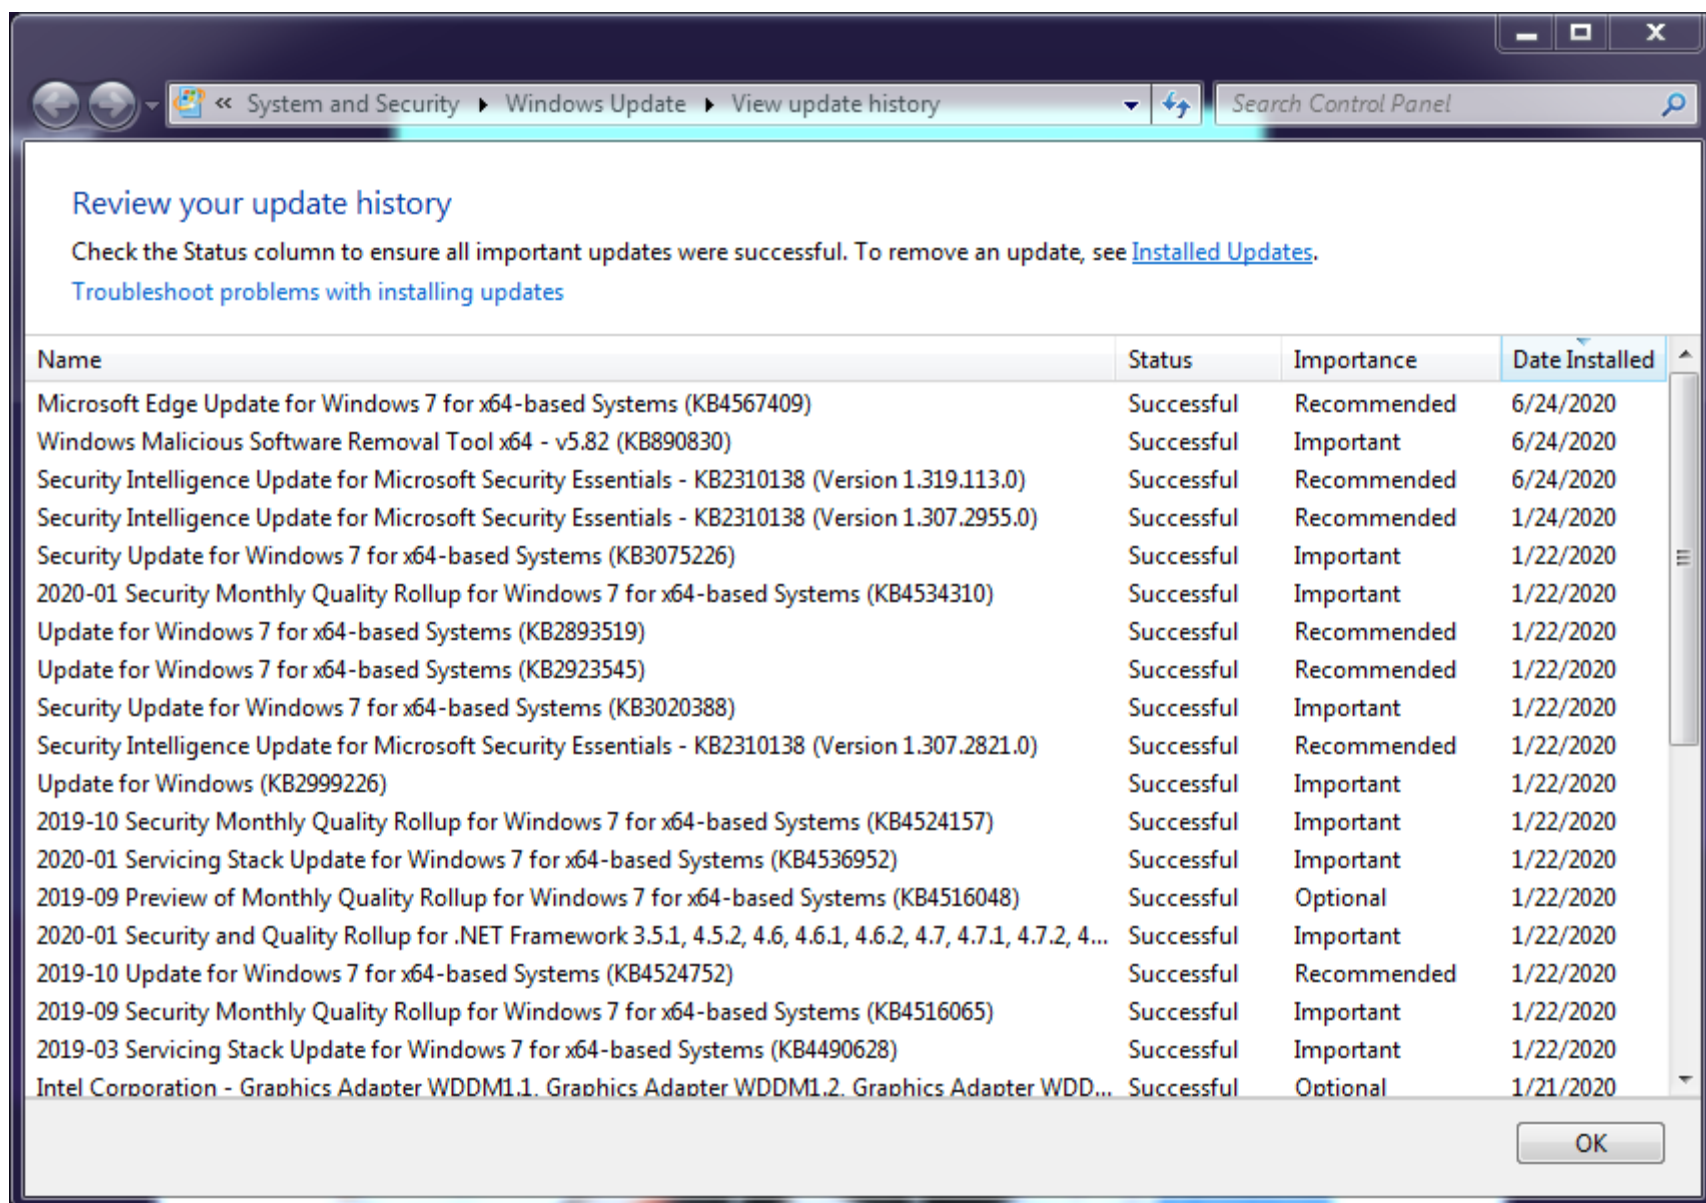 « System and Security ▸ Windows Update ▸ View update history
Search Control Panel
Review your update history
Check the Status column to ensure all important updates were successful. To remove an update, see Installed Updates.
Troubleshoot problems with installing updates
Name Status Importance Date Installed
Microsoft Edge Update for Windows 7 for x64-based Systems (KB4567409) Successful Recommended 6/24/2020
Windows Malicious Software Removal Tool x64 - v5.82 (KB890830) Successful Important 6/24/2020
Security Intelligence Update for Microsoft Security Essentials - KB2310138 (Version 1.319.113.0) Successful Recommended 6/24/2020
Security Intelligence Update for Microsoft Security Essentials - KB2310138 (Version 1.307.2955.0) Successful Recommended 1/24/2020
Security Update for Windows 7 for x64-based Systems (KB3075226) Successful Important 1/22/2020
2020-01 Security Monthly Quality Rollup for Windows 7 for x64-based Systems (KB4534310) Successful Important 1/22/2020
Update for Windows 7 for x64-based Systems (KB2893519) Successful Recommended 1/22/2020
Update for Windows 7 for x64-based Systems (KB2923545) Successful Recommended 1/22/2020
Security Update for Windows 7 for x64-based Systems (KB3020388) Successful Important 1/22/2020
Security Intelligence Update for Microsoft Security Essentials - KB2310138 (Version 1.307.2821.0) Successful Recommended 1/22/2020
Update for Windows (KB2999226) Successful Important 1/22/2020
2019-10 Security Monthly Quality Rollup for Windows 7 for x64-based Systems (KB4524157) Successful Important 1/22/2020
2020-01 Servicing Stack Update for Windows 7 for x64-based Systems (KB4536952) Successful Important 1/22/2020
2019-09 Preview of Monthly Quality Rollup for Windows 7 for x64-based Systems (KB4516048) Successful Optional 1/22/2020
2020-01 Security and Quality Rollup for .NET Framework 3.5.1, 4.5.2, 4.6, 4.6.1, 4.6.2, 4.7, 4.7.1, 4.7.2, 4... Successful Important 1/22/2020
2019-10 Update for Windows 7 for x64-based Systems (KB4524752) Successful Recommended 1/22/2020
2019-09 Security Monthly Quality Rollup for Windows 7 for x64-based Systems (KB4516065) Successful Important 1/22/2020
2019-03 Servicing Stack Update for Windows 7 for x64-based Systems (KB4490628) Successful Important 1/22/2020
Intel Corporation - Graphics Adapter WDDM1.1, Graphics Adapter WDDM1.2, Graphics Adapter WDD... Successful Optional 1/21/2020
OK